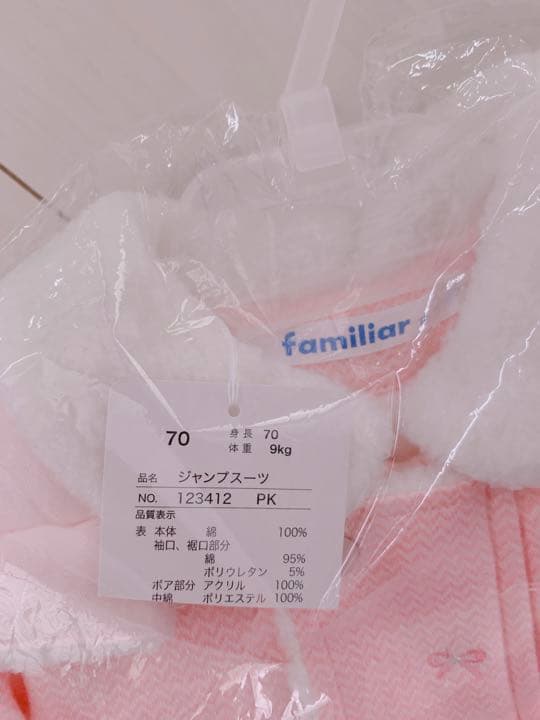 familiar
70 身長 70
体重 9kg
品名 ジャンプスーツ
NO. 123412 PK
品質表示
表 本体 綿 100%
袖口、裾口部分
綿 95%
ポリウレタン 5%
ボア部分 アクリル 100%
中綿 ポリエステル 100%